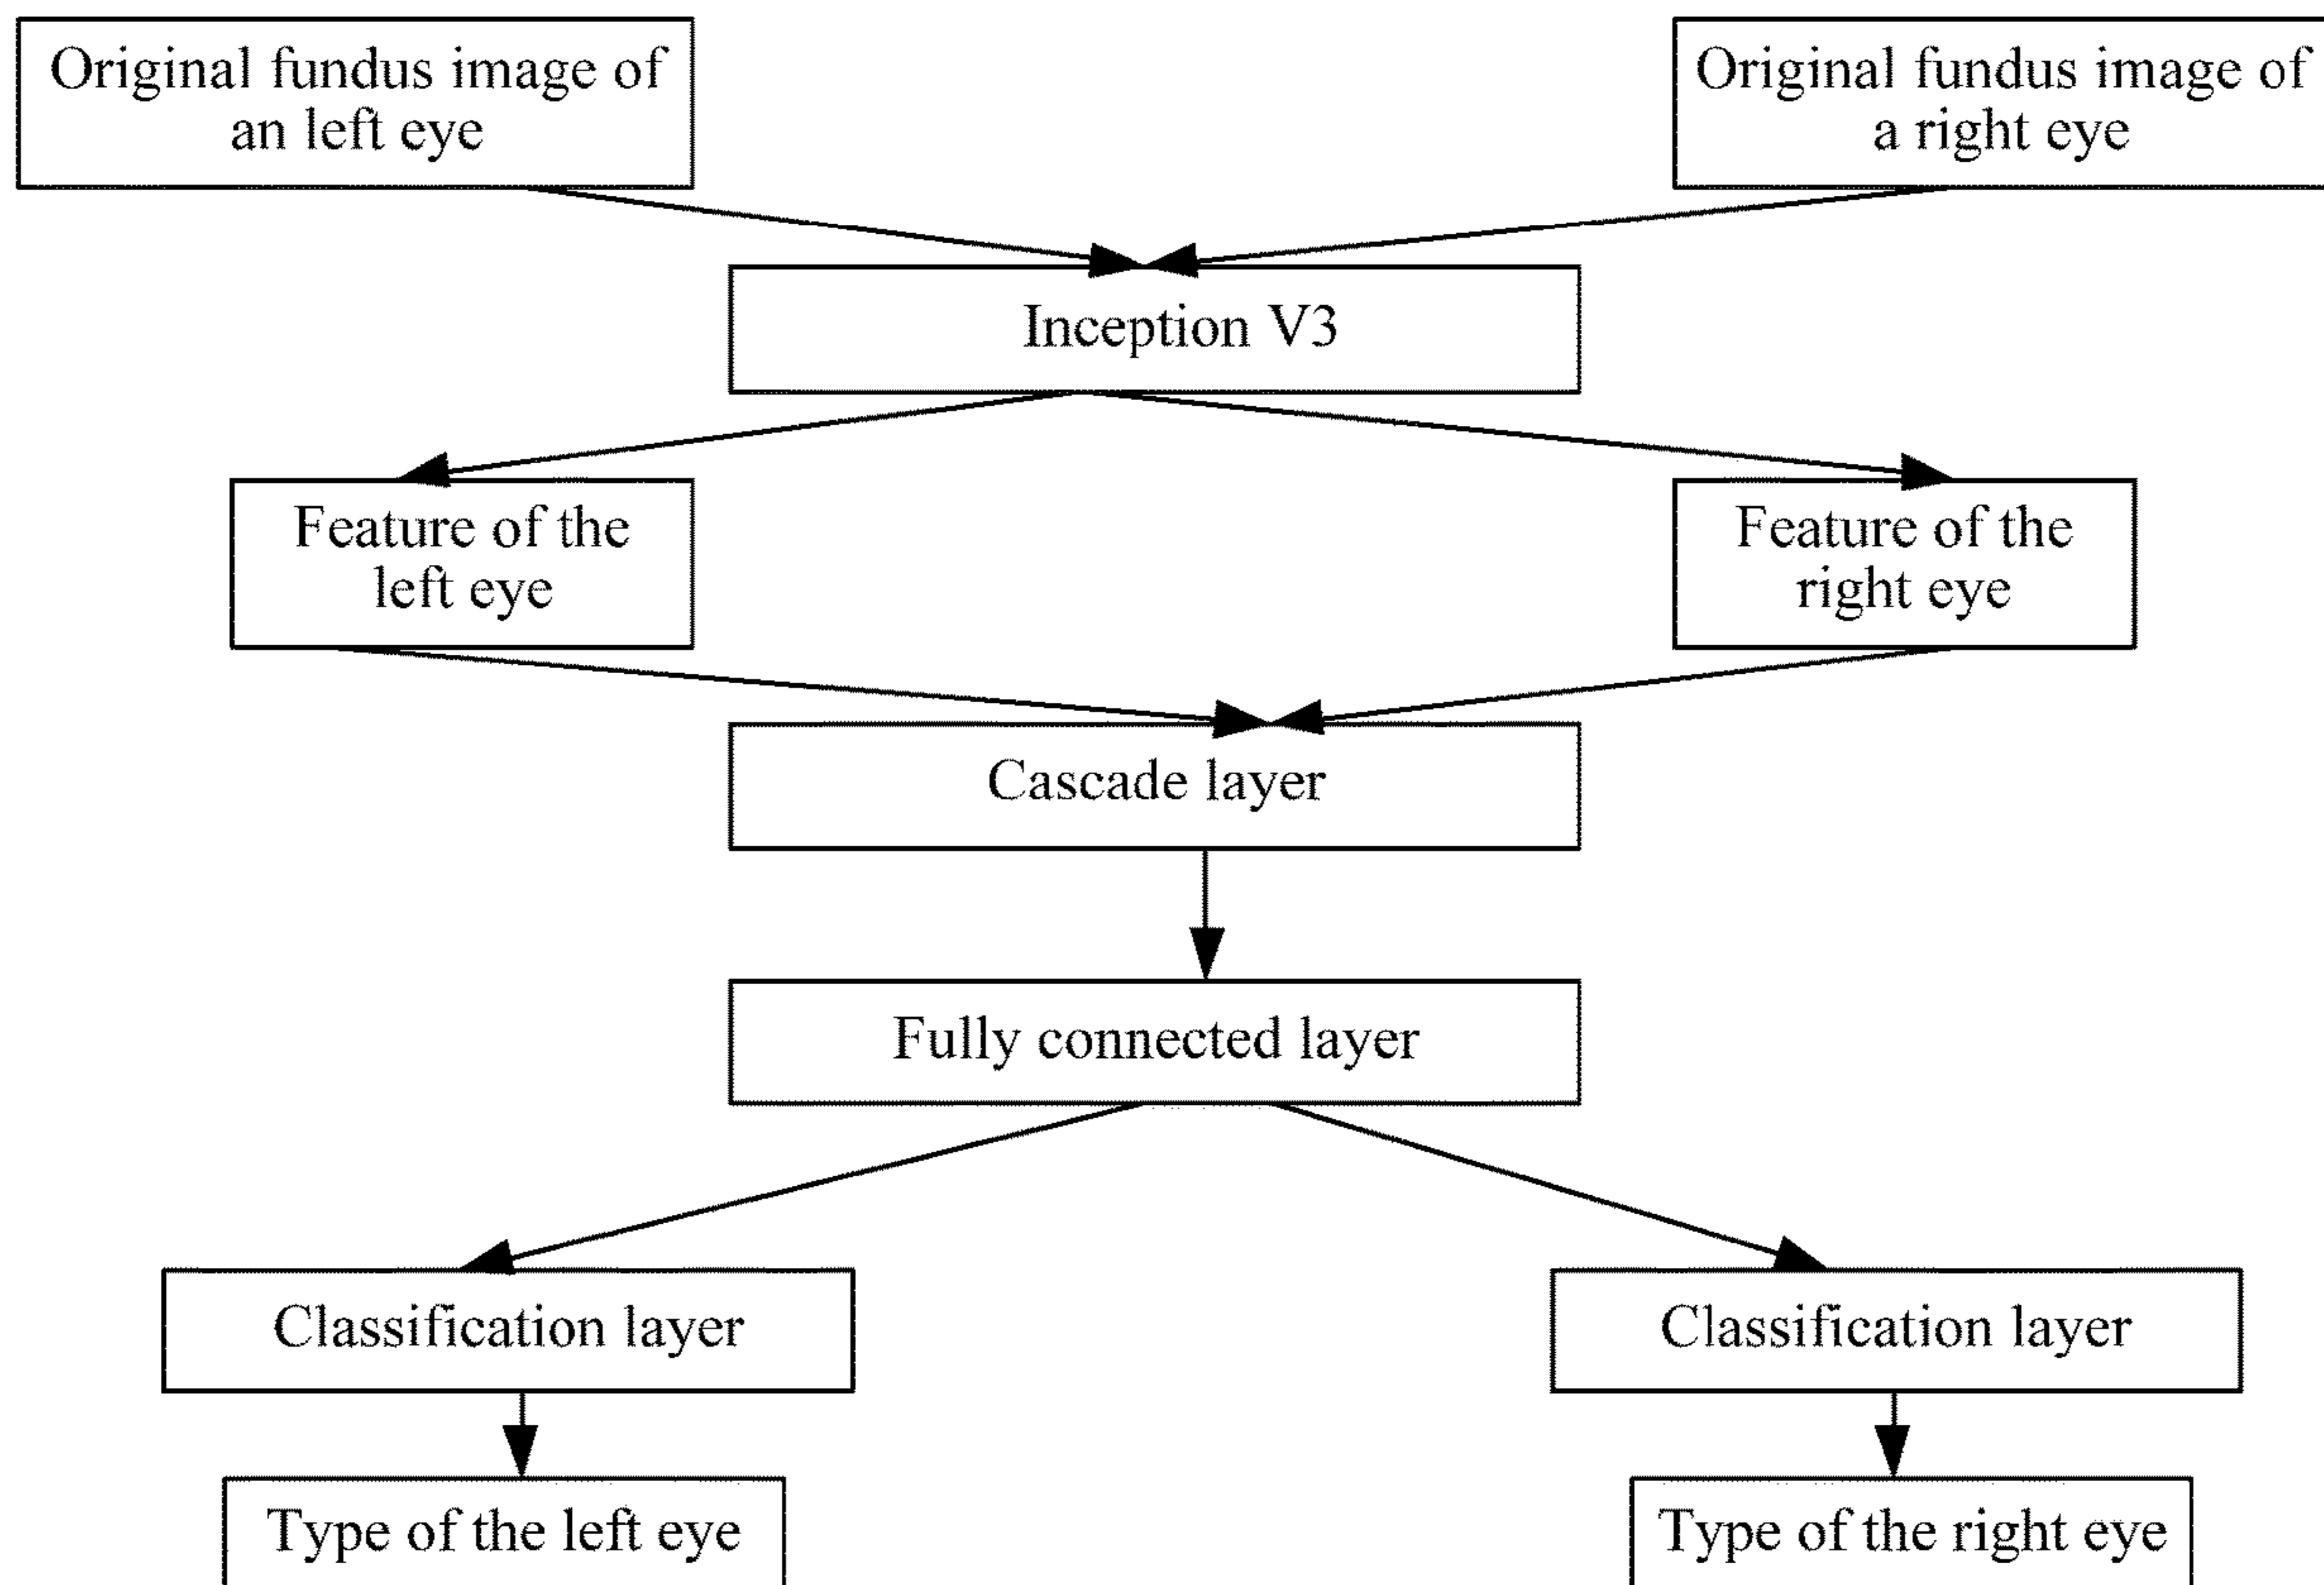 Original fundus image of
an left eye
Original fundus image of
a right eye
Inception V3
Feature of the
left eye
Feature of the
right eye
Cascade layer
Fully connected layer
Classification layer
Classification layer
Type of the left eye
Type of the right eye